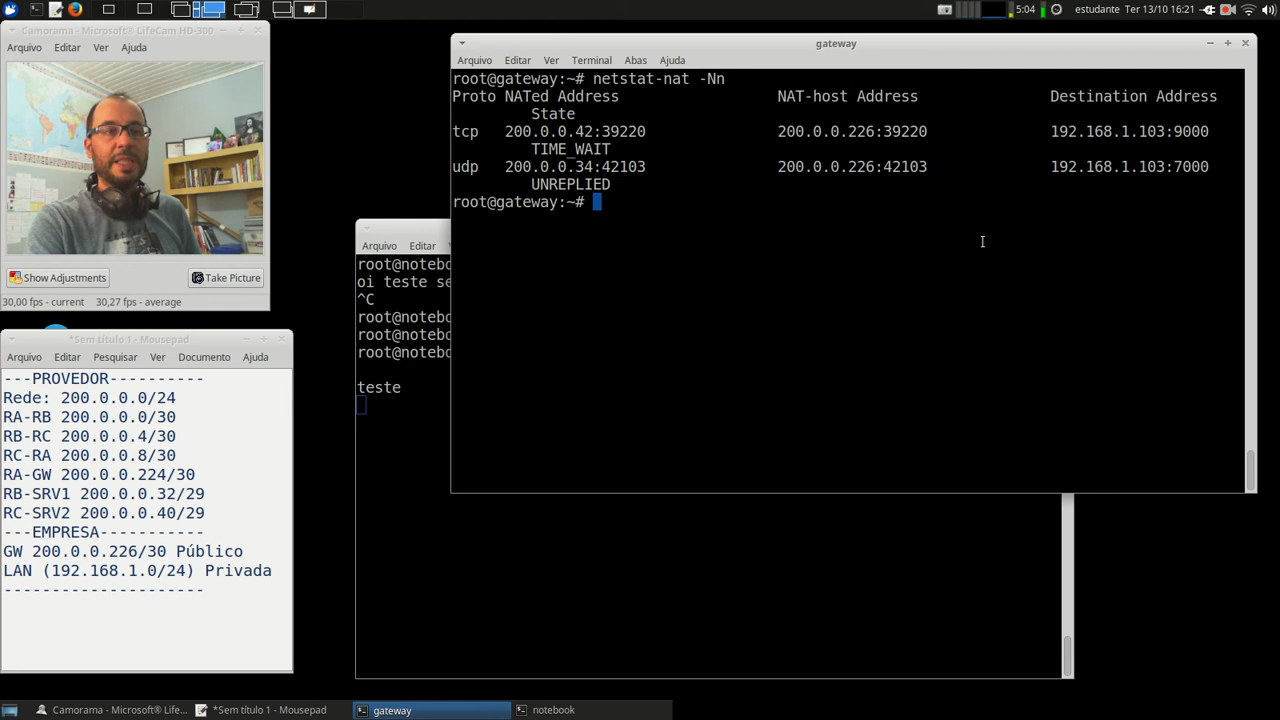 5:04 estudante Ter 13/10 16:21
Camorama - Microsoft® LifeCam HD-300
Arquivo Editar Ver Ajuda
Show Adjustments Take Picture
30,00 fps - current 30,27 fps - average
gateway
Arquivo Editar Ver Terminal Abas Ajuda
root@gateway:~# netstat-nat -Nn
Proto NATed Address NAT-host Address Destination Address
State
tcp 200.0.0.42:39220 200.0.0.226:39220 192.168.1.103:9000
TIME_WAIT
udp 200.0.0.34:42103 200.0.0.226:42103 192.168.1.103:7000
UNREPLIED
root@gateway:~#
Arquivo Editar
root@notebo
oi teste se
^C
root@notebo
root@notebo
root@notebo
teste
*Sem título 1 - Mousepad
Arquivo Editar Pesquisar Ver Documento Ajuda
---PROVEDOR----------
Rede: 200.0.0.0/24
RA-RB 200.0.0.0/30
RB-RC 200.0.0.4/30
RC-RA 200.0.0.8/30
RA-GW 200.0.0.224/30
RB-SRV1 200.0.0.32/29
RC-SRV2 200.0.0.40/29
---EMPRESA-----------
GW 200.0.0.226/30 Público
LAN (192.168.1.0/24) Privada
---------------------
Camorama - Microsoft® Life... *Sem título 1 - Mousepad gateway notebook